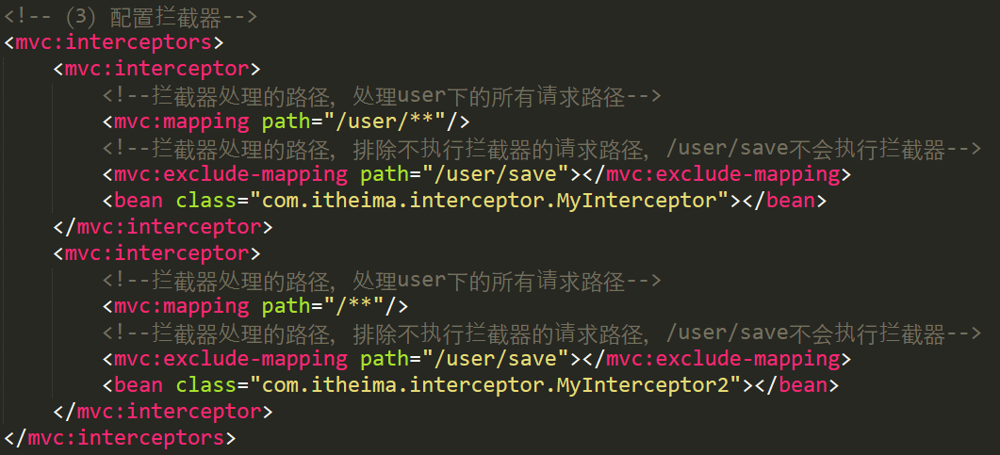 <!-- （3）配置拦截器-->
<mvc:interceptors>
    <mvc:interceptor>
        <!--拦截器处理的路径，处理user下的所有请求路径-->
        <mvc:mapping path="/user/**"/>
        <!--拦截器处理的路径，排除不执行拦截器的请求路径，/user/save不会执行拦截器-->
        <mvc:exclude-mapping path="/user/save"></mvc:exclude-mapping>
        <bean class="com.itheima.interceptor.MyInterceptor"></bean>
    </mvc:interceptor>
    <mvc:interceptor>
        <!--拦截器处理的路径，处理user下的所有请求路径-->
        <mvc:mapping path="/**"/>
        <!--拦截器处理的路径，排除不执行拦截器的请求路径，/user/save不会执行拦截器-->
        <mvc:exclude-mapping path="/user/save"></mvc:exclude-mapping>
        <bean class="com.itheima.interceptor.MyInterceptor2"></bean>
    </mvc:interceptor>
</mvc:interceptors>